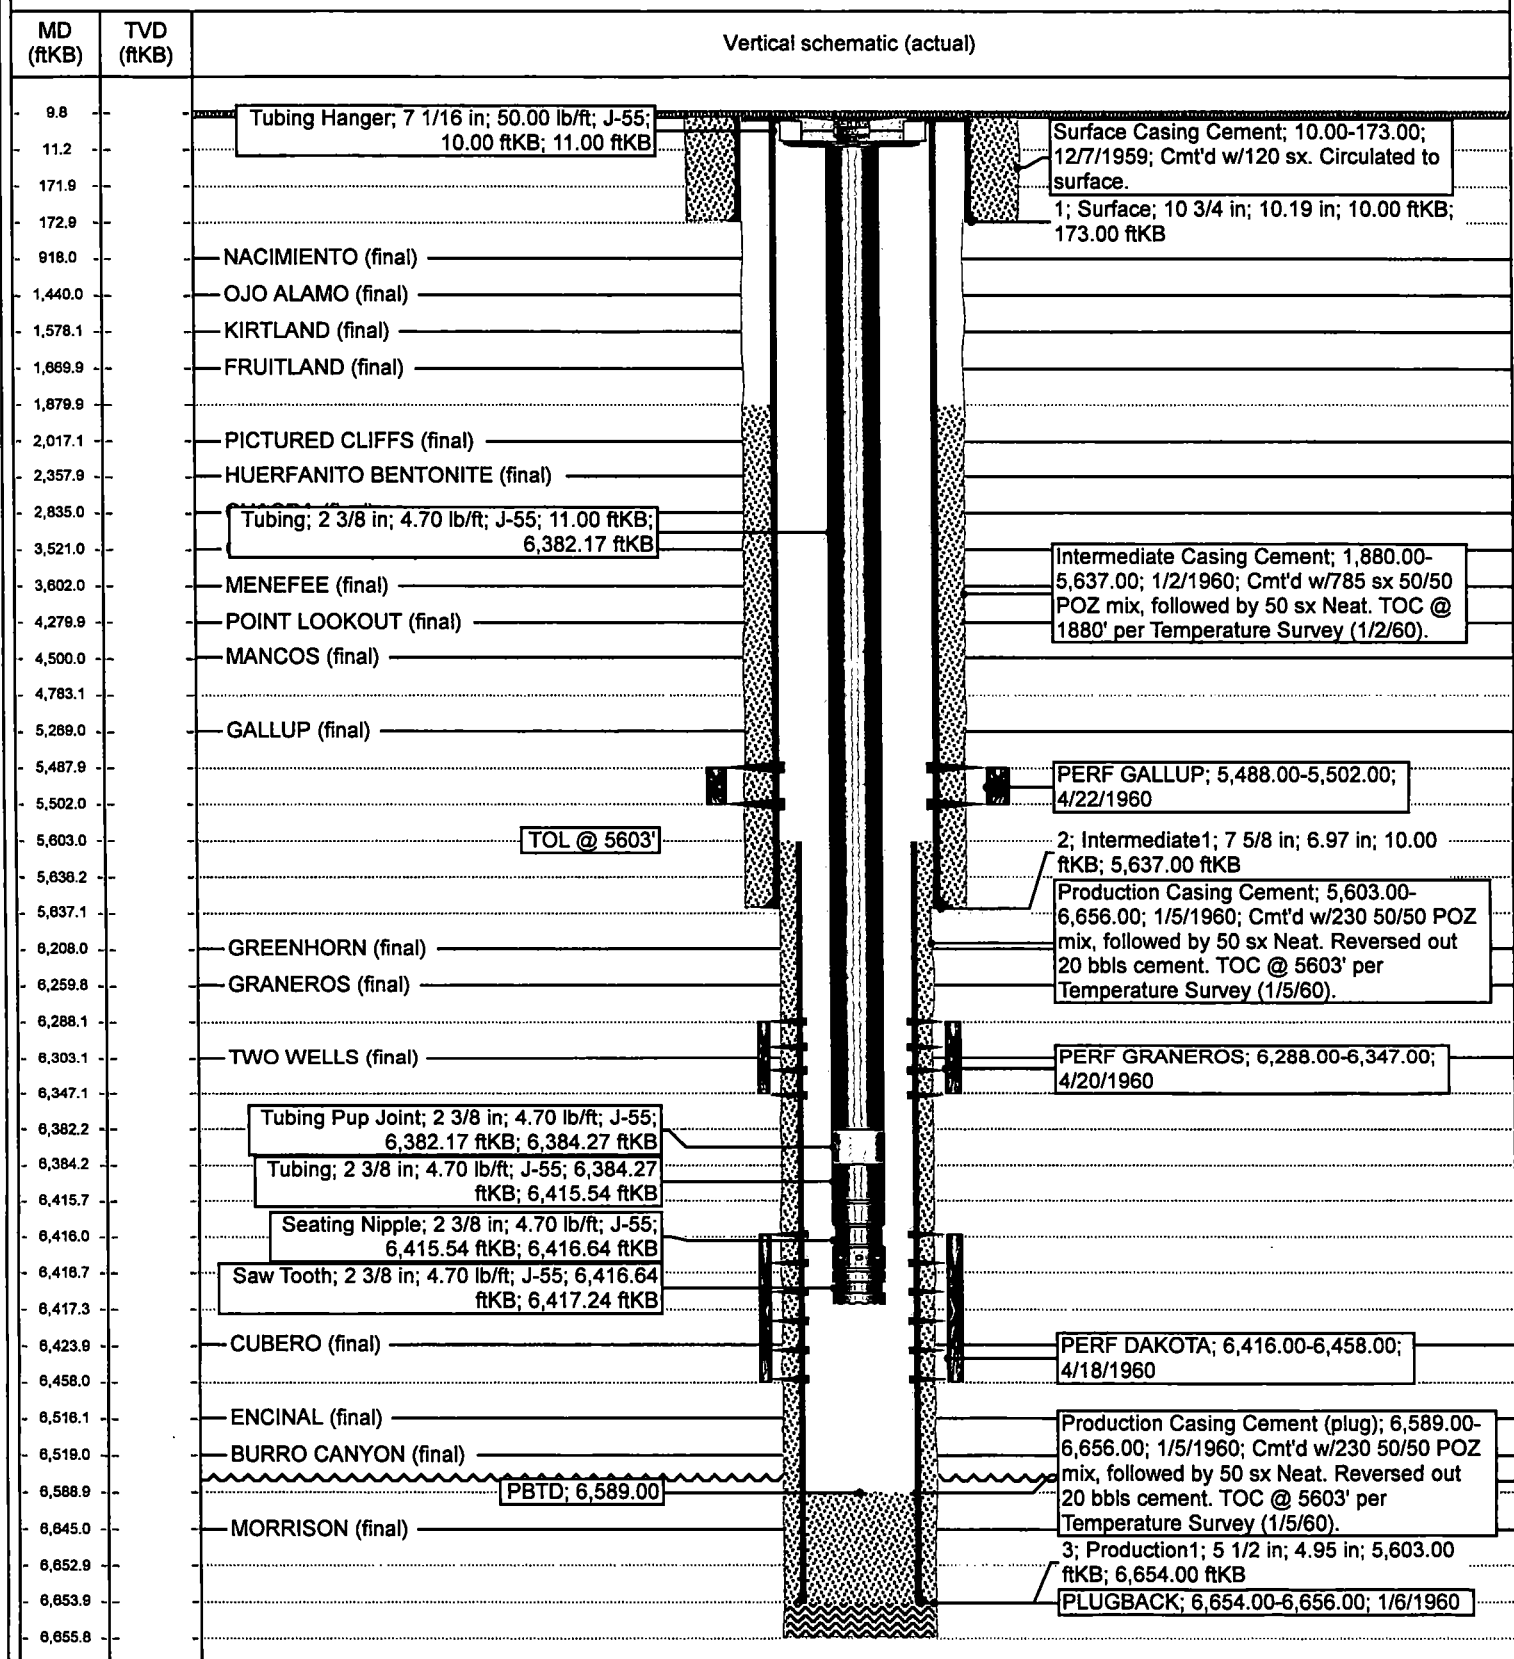 MD (ftKB)
TVD (ftKB)
Vertical schematic (actual)
9.8
Tubing Hanger; 7 1/16 in; 50.00 lb/ft; J-55;
10.00 ftKB; 11.00 ftKB
Surface Casing Cement; 10.00-173.00;
12/7/1959; Cmt'd w/120 sx. Circulated to
surface.
11.2
171.9
172.9
1; Surface; 10 3/4 in; 10.19 in; 10.00 ftKB;
173.00 ftKB
918.0
NACIMIENTO (final)
1,440.0
OJO ALAMO (final)
1,578.1
KIRTLAND (final)
1,669.9
FRUITLAND (final)
1,879.9
2,017.1
PICTURED CLIFFS (final)
2,357.9
HUERFANITO BENTONITE (final)
2,835.0
Tubing; 2 3/8 in; 4.70 lb/ft; J-55; 11.00 ftKB;
6,382.17 ftKB
3,521.0
Intermediate Casing Cement; 1,880.00-
5,637.00; 1/2/1960; Cmt'd w/785 sx 50/50
POZ mix, followed by 50 sx Neat. TOC @
1880' per Temperature Survey (1/2/60).
3,602.0
MENEFEE (final)
4,279.9
POINT LOOKOUT (final)
4,500.0
MANCOS (final)
4,783.1
5,269.0
GALLUP (final)
5,487.9
PERF GALLUP; 5,488.00-5,502.00;
4/22/1960
5,502.0
5,603.0
TOL @ 5603'
2; Intermediate1; 7 5/8 in; 6.97 in; 10.00
ftKB; 5,637.00 ftKB
5,636.2
Production Casing Cement; 5,603.00-
6,656.00; 1/5/1960; Cmt'd w/230 50/50 POZ
mix, followed by 50 sx Neat. Reversed out
20 bbls cement. TOC @ 5603' per
Temperature Survey (1/5/60).
5,637.1
6,208.0
GREENHORN (final)
6,259.8
GRANEROS (final)
6,288.1
6,303.1
TWO WELLS (final)
PERF GRANEROS; 6,288.00-6,347.00;
4/20/1960
6,347.1
6,382.2
Tubing Pup Joint; 2 3/8 in; 4.70 lb/ft; J-55;
6,382.17 ftKB; 6,384.27 ftKB
6,384.2
Tubing; 2 3/8 in; 4.70 lb/ft; J-55; 6,384.27
ftKB; 6,415.54 ftKB
6,415.7
Seating Nipple; 2 3/8 in; 4.70 lb/ft; J-55;
6,415.54 ftKB; 6,416.64 ftKB
6,416.0
6,416.7
Saw Tooth; 2 3/8 in; 4.70 lb/ft; J-55; 6,416.64
ftKB; 6,417.24 ftKB
6,417.3
6,423.9
CUBERO (final)
PERF DAKOTA; 6,416.00-6,458.00;
4/18/1960
6,458.0
6,516.1
ENCINAL (final)
Production Casing Cement (plug); 6,589.00-
6,656.00; 1/5/1960; Cmt'd w/230 50/50 POZ
mix, followed by 50 sx Neat. Reversed out
20 bbls cement. TOC @ 5603' per
Temperature Survey (1/5/60).
6,519.0
BURRO CANYON (final)
6,588.9
PBTD; 6,589.00
6,645.0
MORRISON (final)
6,652.9
3; Production1; 5 1/2 in; 4.95 in; 5,603.00
ftKB; 6,654.00 ftKB
6,653.9
PLUGBACK; 6,654.00-6,656.00; 1/6/1960
6,655.8